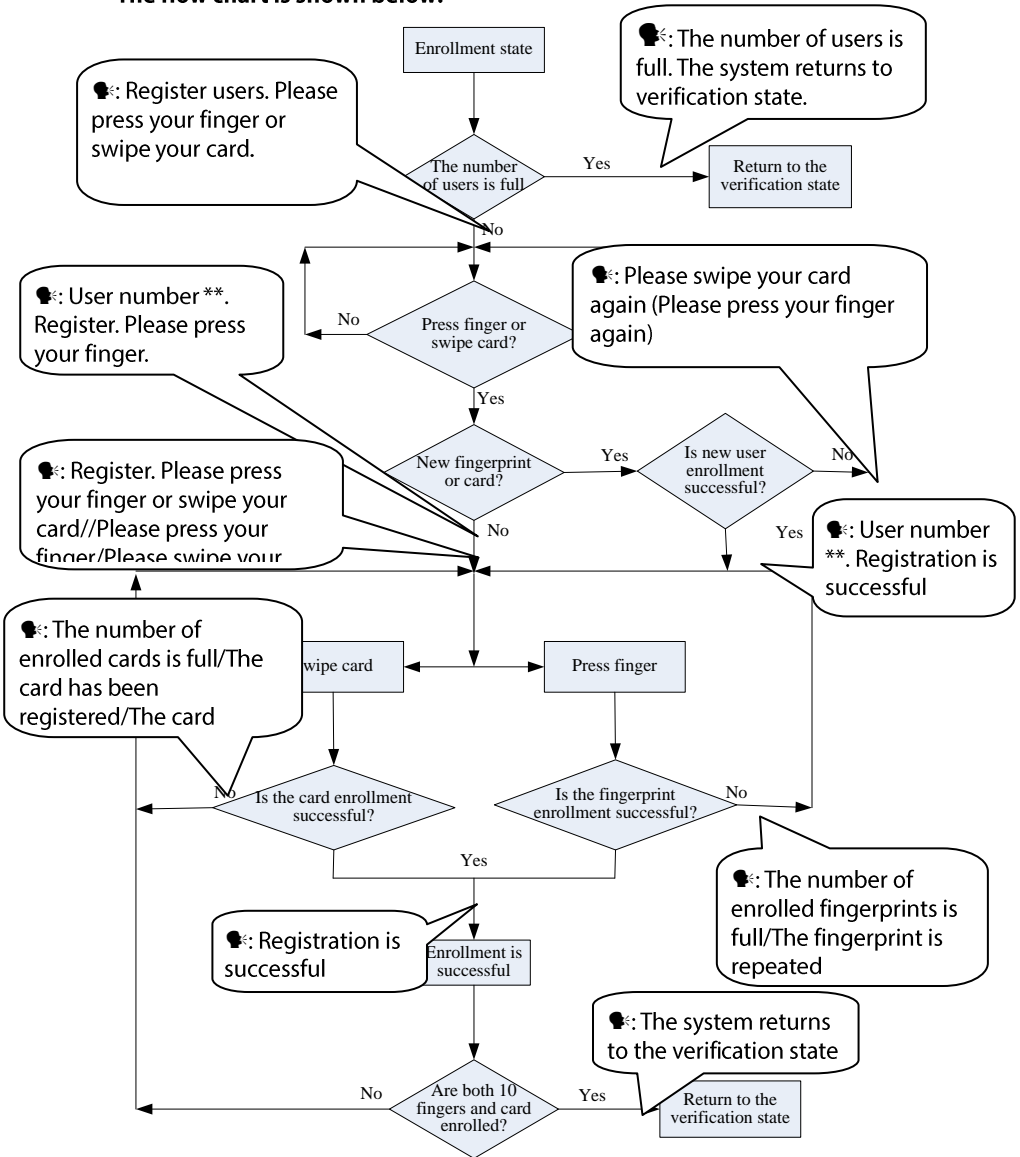 The flow chart is shown below:
Enrollment state
: The number of users is
full. The system returns to
verification state.
: Register users. Please
press your finger or
swipe your card.
The number
of users is full
Yes
Return to the
verification state
No
: Please swipe your card
again (Please press your finger
again)
: User number **.
Register. Please press
your finger.
No
Press finger or
swipe card?
Yes
New fingerprint
or card?
Yes
Is new user
enrollment
successful?
No
: Register. Please press
your finger or swipe your
card//Please press your
finger/Please swipe your
No
Yes
: User number
**. Registration is
successful
: The number of
enrolled cards is full/The
card has been
registered/The card
wipe card
Press finger
No
Is the card enrollment
successful?
Is the fingerprint
enrollment successful?
No
Yes
: The number of
enrolled fingerprints is
full/The fingerprint is
repeated
: Registration is
successful
Enrollment is
successful
: The system returns
to the verification state
No
Are both 10
fingers and card
enrolled?
Yes
Return to the
verification state